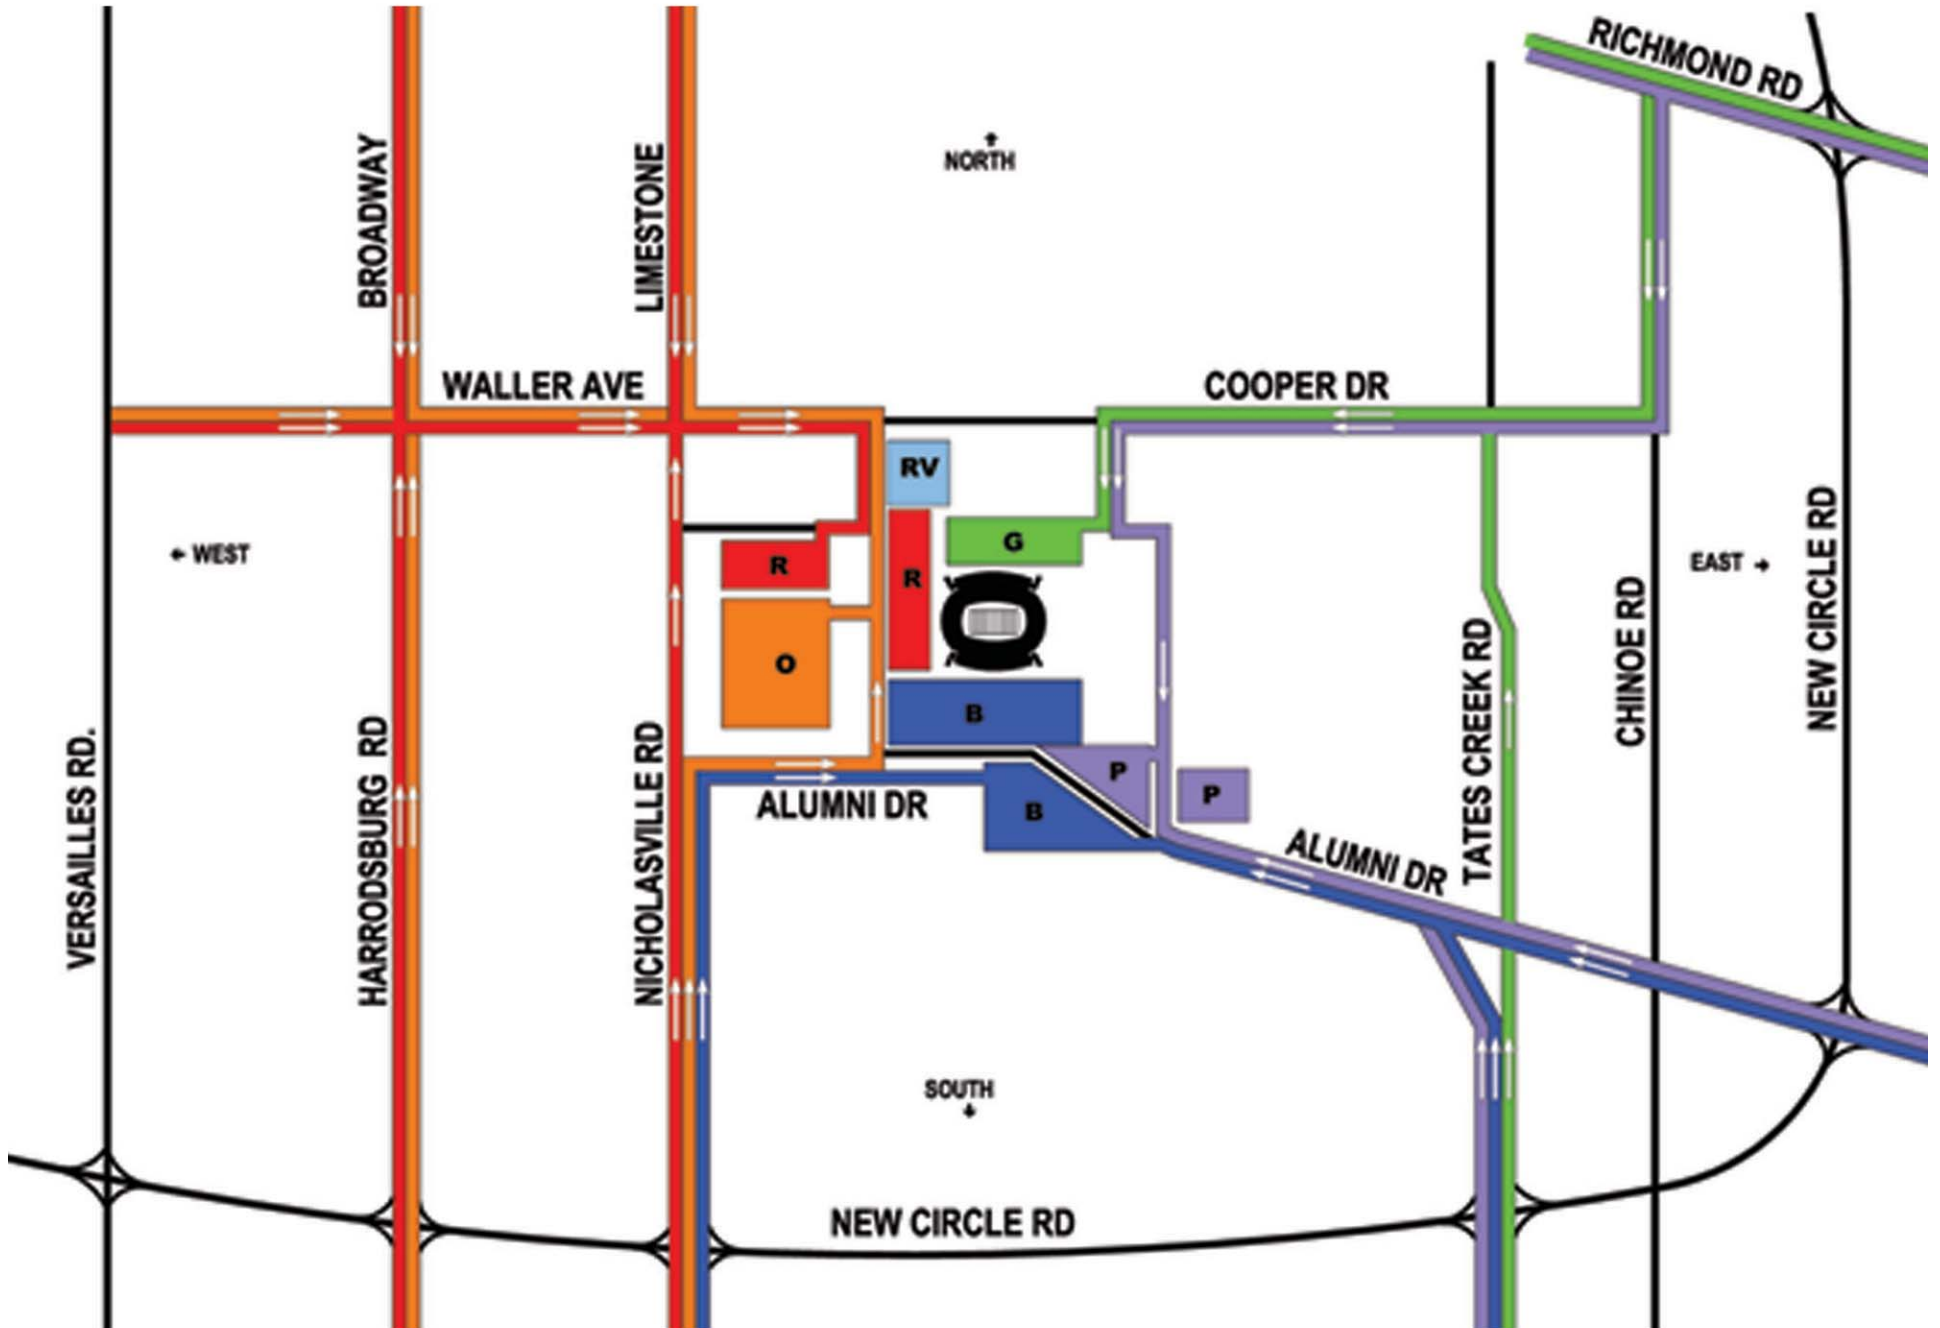 RICHMOND RD
BROADWAY
LIMESTONE
NORTH
WALLER AVE
COOPER DR
RV
G
WEST
R
R
EAST
NEW CIRCLE RD
O
B
TATES CREEK RD
CHINOE RD
VERSAILLES RD.
HARRODSBURG RD
NICHOLASVILLE RD
P
P
ALUMNI DR
B
ALUMNI DR
SOUTH
NEW CIRCLE RD